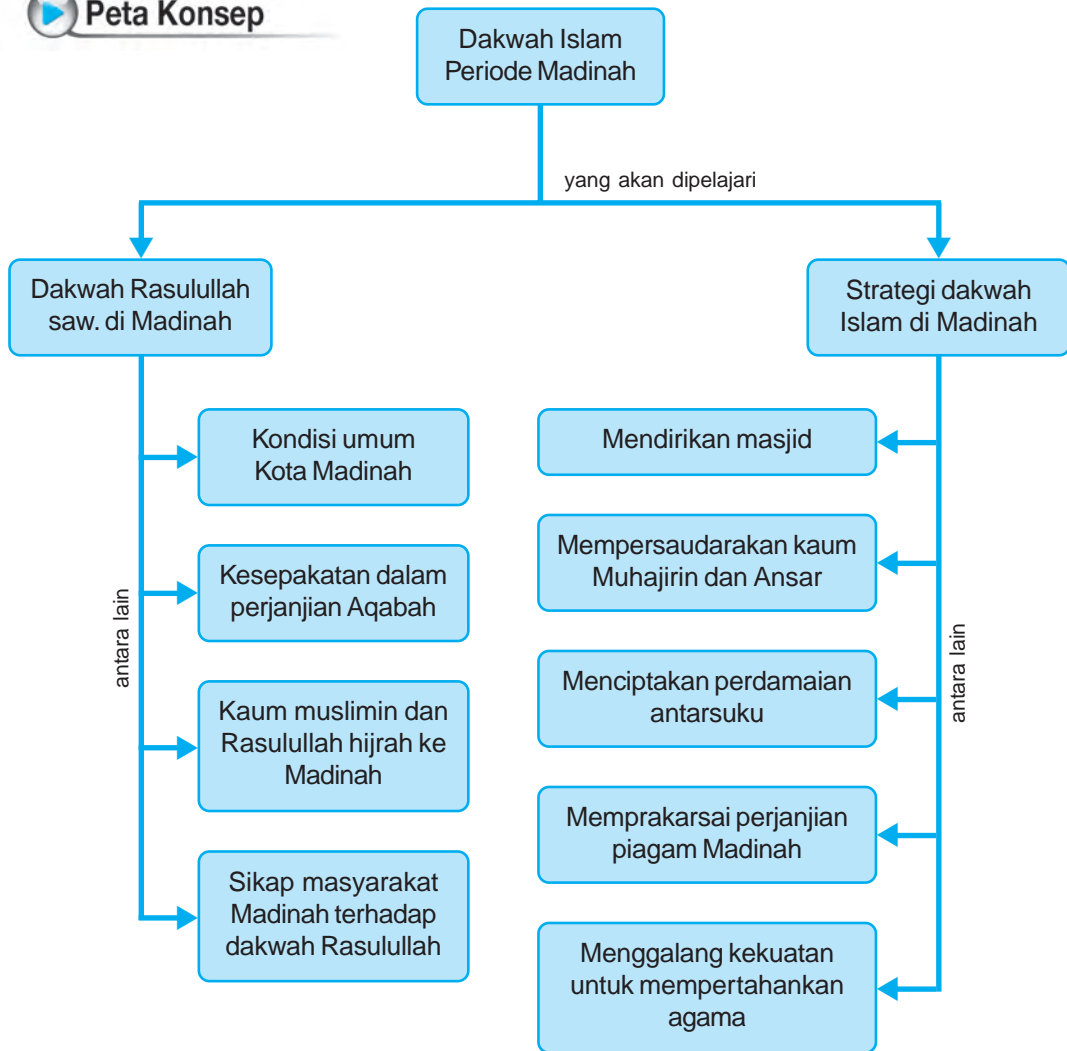 Peta Konsep
Dakwah Islam
Periode Madinah
yang akan dipelajari
Dakwah Rasulullah
saw. di Madinah
antara lain
Kondisi umum
Kota Madinah
Kesepakatan dalam
perjanjian Aqabah
Kaum muslimin dan
Rasulullah hijrah ke
Madinah
Sikap masyarakat
Madinah terhadap
dakwah Rasulullah
Strategi dakwah
Islam di Madinah
antara lain
Mendirikan masjid
Mempersaudarakan kaum
Muhajirin dan Ansar
Menciptakan perdamaian
antarsuku
Memprakarsai perjanjian
piagam Madinah
Menggalang kekuatan
untuk mempertahankan
agama